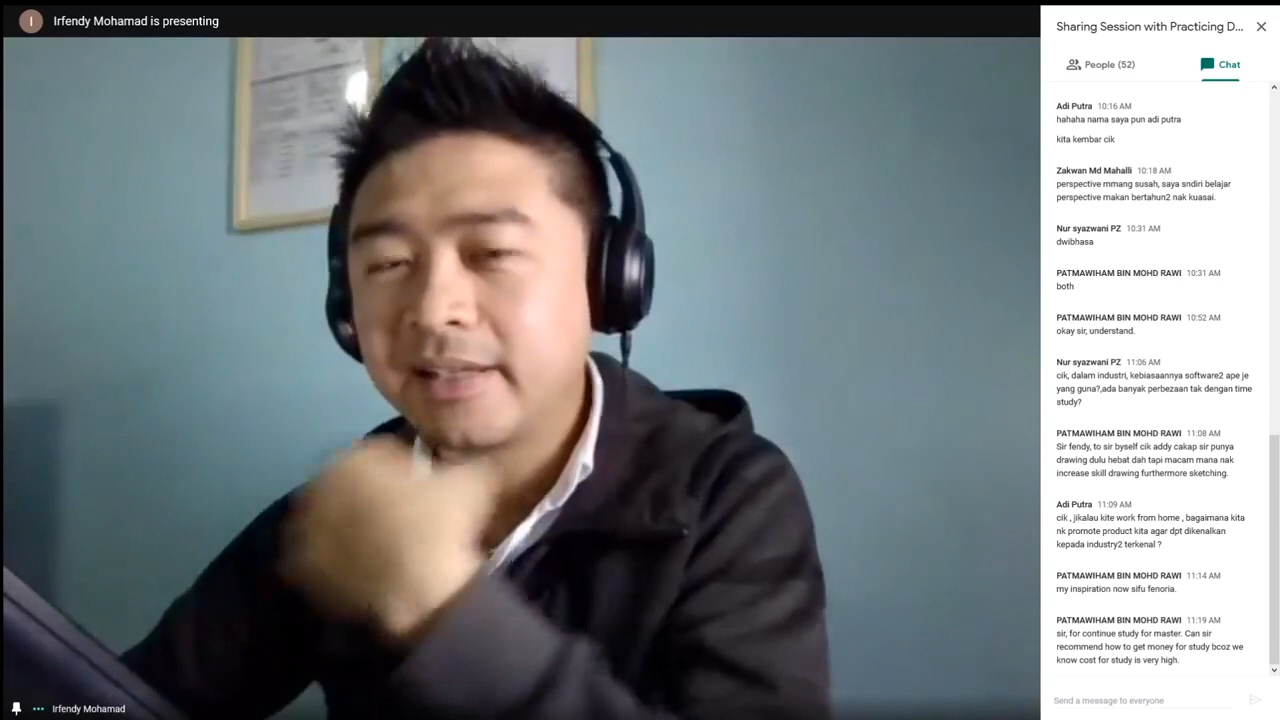 I
Irfendy Mohamad is presenting
Sharing Session with Practicing D...
People (52)
Chat
Adi Putra 10:16 AM
hahaha nama saya pun adi putra
kita kembar cik
Zakwan Md Mahalli 10:18 AM
perspective mmang susah, saya sndiri belajar
perspective makan bertahun2 nak kuasai.
Nur syazwani PZ 10:31 AM
dwibhasa
PATMAWIHAM BIN MOHD RAWI 10:31 AM
both
PATMAWIHAM BIN MOHD RAWI 10:52 AM
okay sir, understand.
Nur syazwani PZ 11:06 AM
cik, dalam industri, kebiasaannya software2 ape je
yang guna?,ada banyak perbezaan tak dengan time
study?
PATMAWIHAM BIN MOHD RAWI 11:08 AM
Sir fendy, to sir byself cik addy cakap sir punya
drawing dulu hebat dah tapi macam mana nak
increase skill drawing furthermore sketching.
Adi Putra 11:09 AM
cik , jikalau kite work from home , bagaimana kita
nk promote product kita agar dpt dikenalkan
kepada industry2 terkenal ?
PATMAWIHAM BIN MOHD RAWI 11:14 AM
my inspiration now sifu fenoria.
PATMAWIHAM BIN MOHD RAWI 11:19 AM
sir, for continue study for master. Can sir
recommend how to get money for study bcoz we
know cost for study is very high.
Send a message to everyone
Irfendy Mohamad